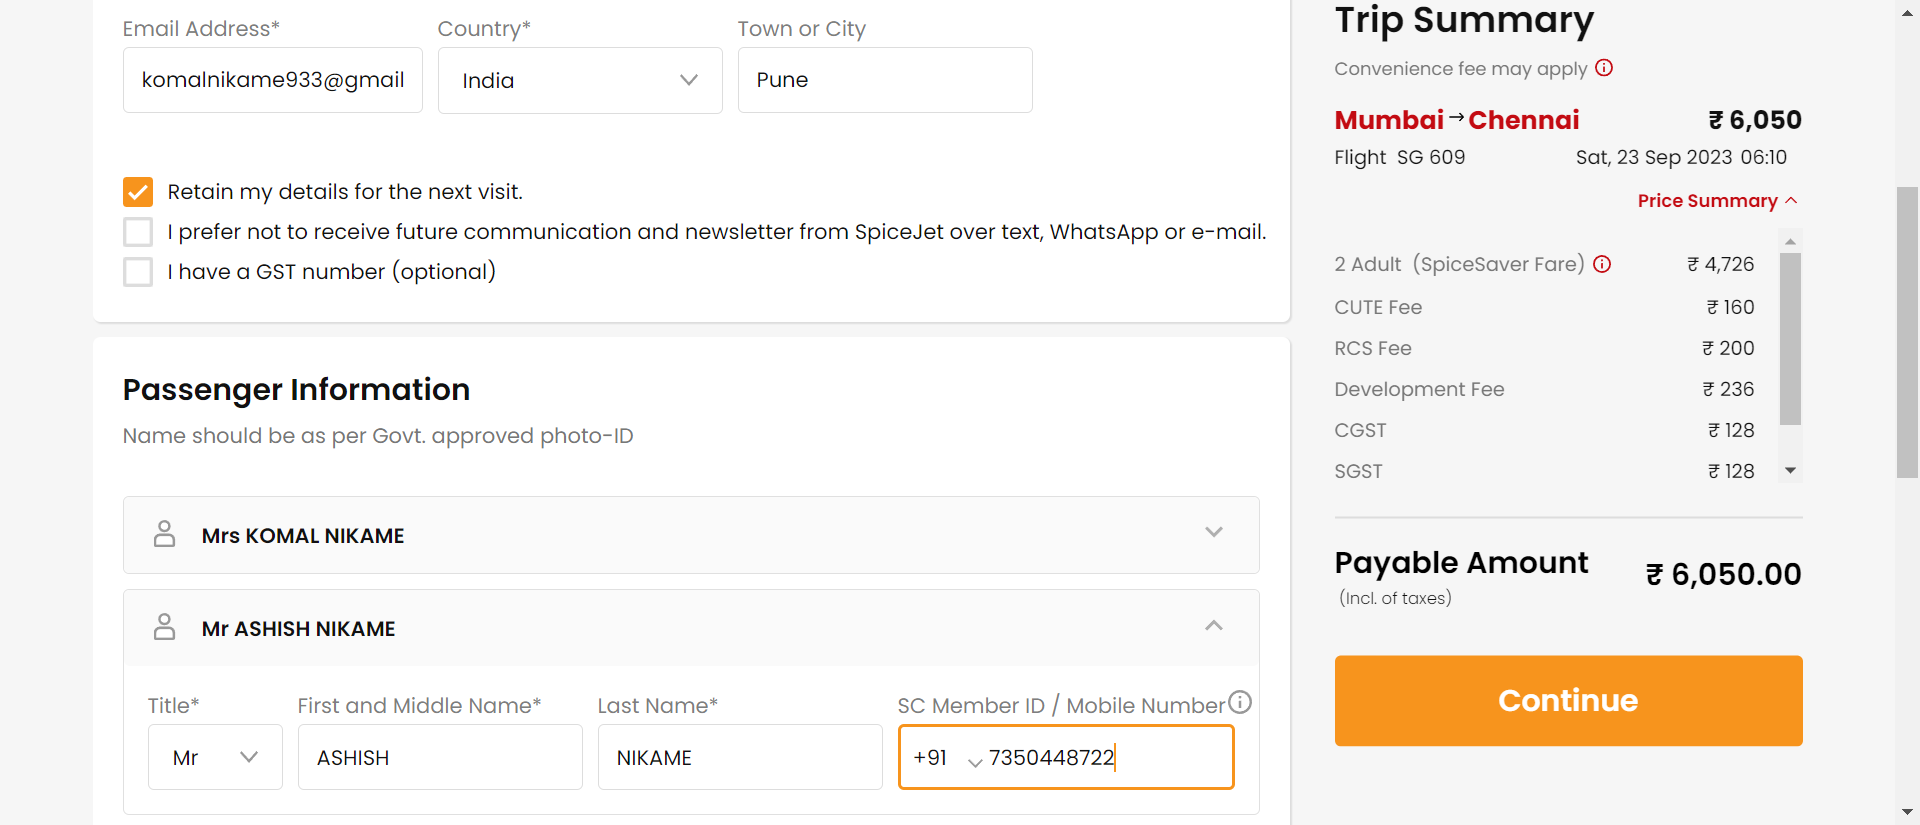 Email Address*
Country*
Town or City
komalnikame933@gmail
India
Pune
Retain my details for the next visit.
I prefer not to receive future communication and newsletter from SpiceJet over text, WhatsApp or e-mail.
I have a GST number (optional)
Passenger Information
Name should be as per Govt. approved photo-ID
Mrs KOMAL NIKAME
Mr ASHISH NIKAME
Title*
First and Middle Name*
Last Name*
SC Member ID / Mobile Number
Mr
ASHISH
NIKAME
+91 7350448722
Trip Summary
Convenience fee may apply
Mumbai → Chennai ₹ 6,050
Flight SG 609 Sat, 23 Sep 2023 06:10
Price Summary
2 Adult (SpiceSaver Fare) ₹ 4,726
CUTE Fee ₹ 160
RCS Fee ₹ 200
Development Fee ₹ 236
CGST ₹ 128
SGST ₹ 128
Payable Amount ₹ 6,050.00
(Incl. of taxes)
Continue